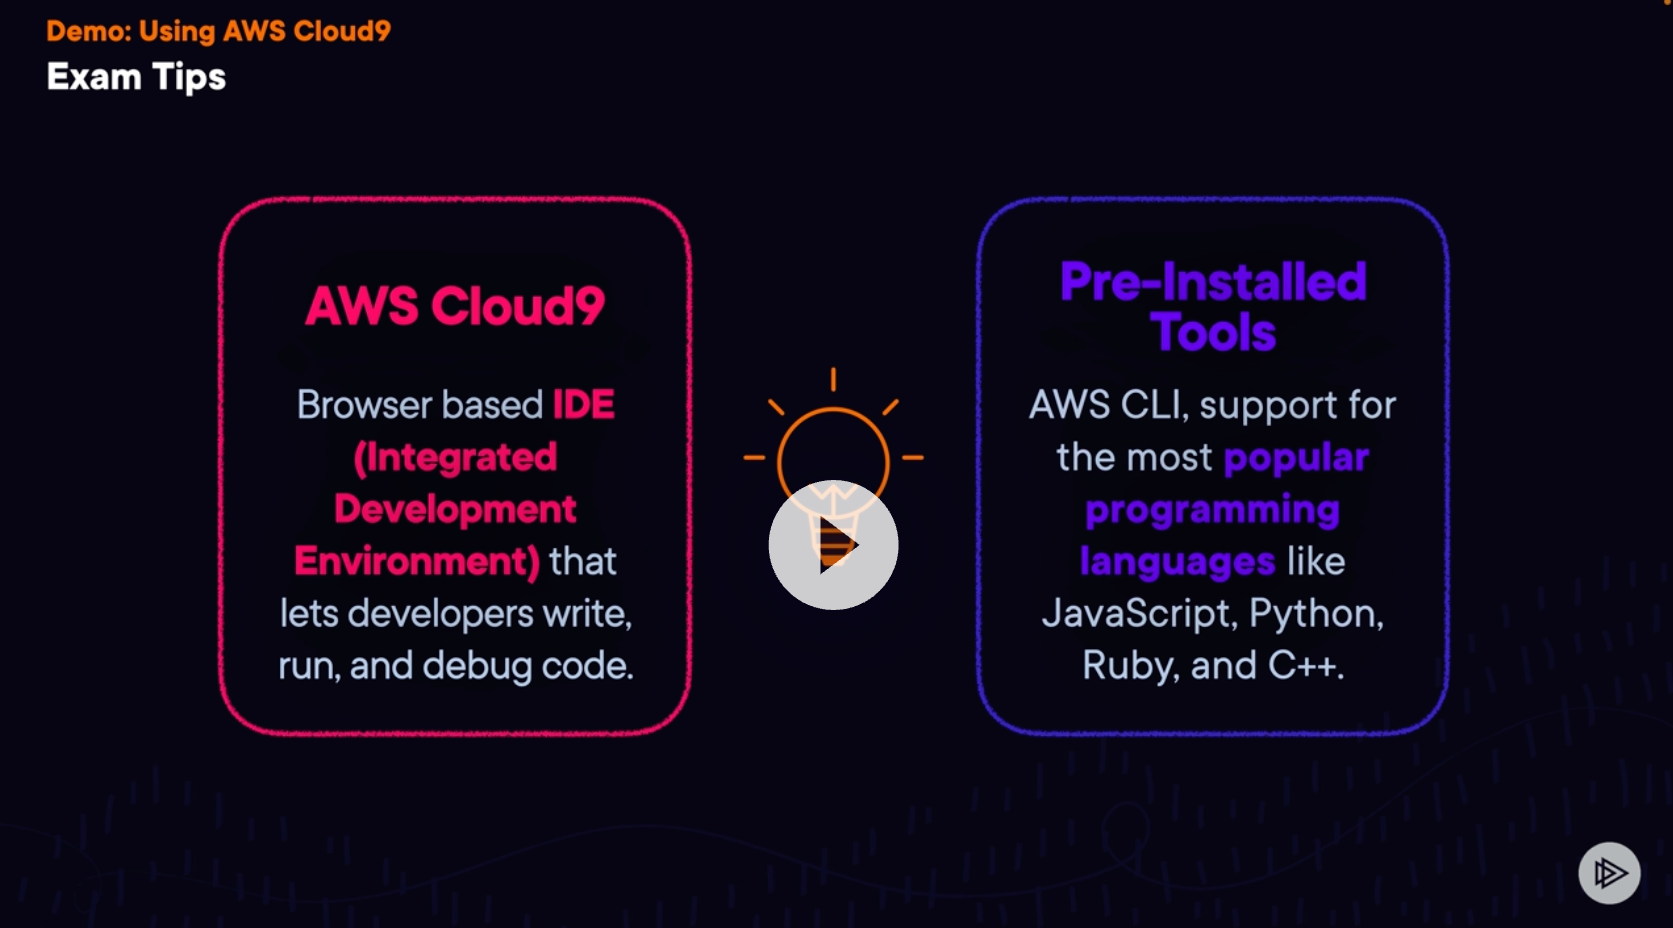 Demo: Using AWS Cloud9
Exam Tips
AWS Cloud9
Browser based IDE
(Integrated
Development
Environment) that
lets developers write,
run, and debug code.
Pre-Installed
Tools
AWS CLI, support for
the most popular
programming
languages like
JavaScript, Python,
Ruby, and C++.